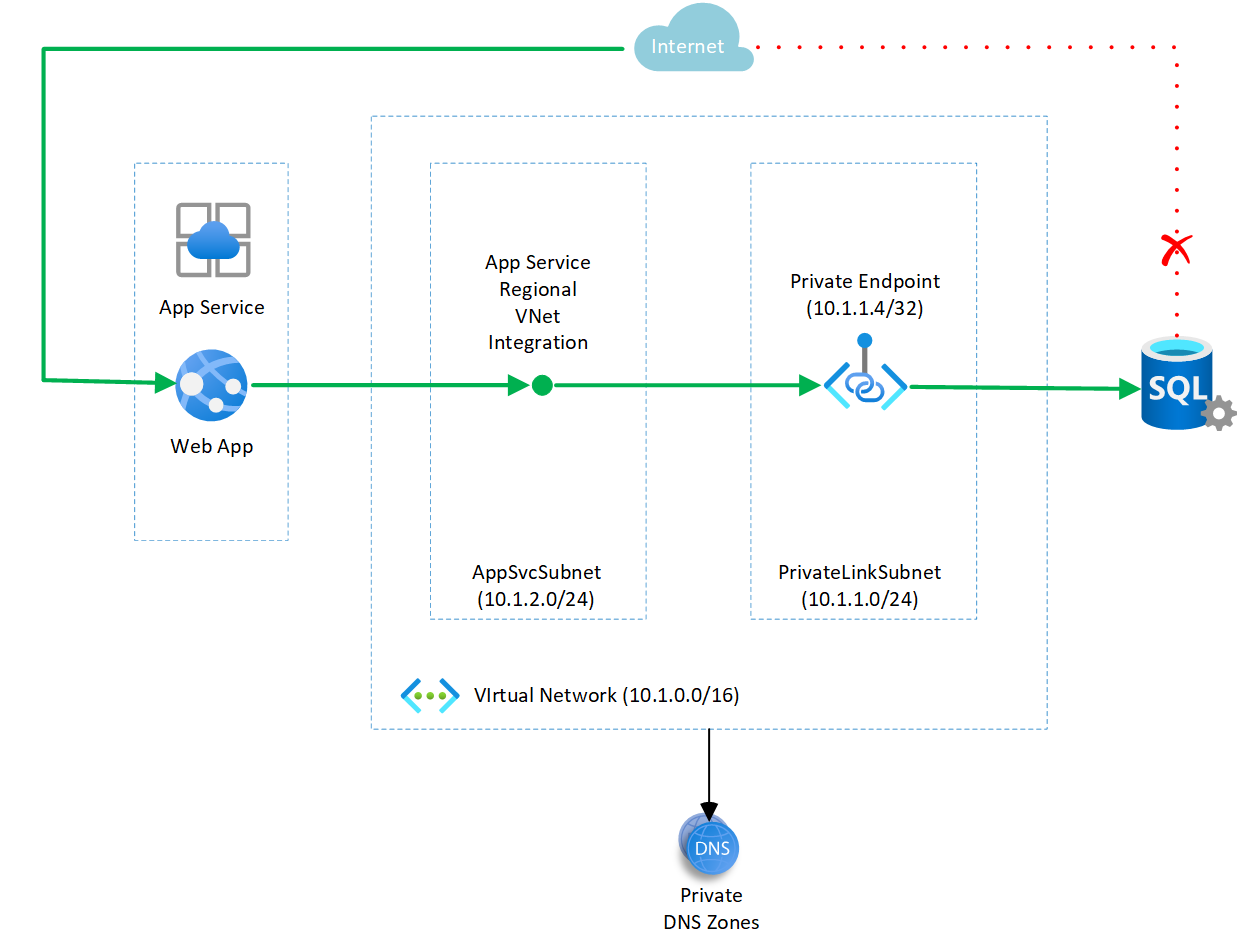 Internet
App Service
Web App
App Service
Regional
VNet
Integration
AppSvcSubnet
(10.1.2.0/24)
Private Endpoint
(10.1.1.4/32)
PrivateLinkSubnet
(10.1.1.0/24)
SQL
VIrtual Network (10.1.0.0/16)
DNS
Private
DNS Zones